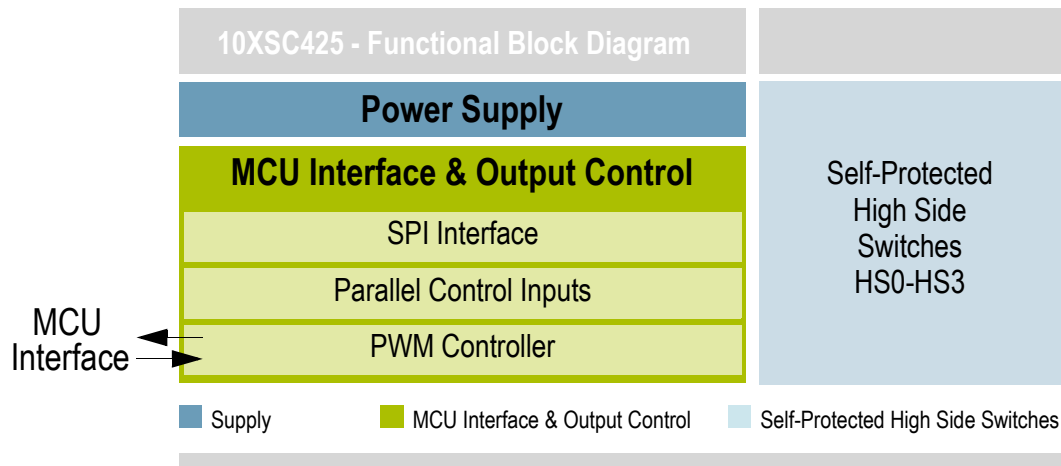 10XSC425 - Functional Block Diagram
Power Supply
MCU Interface & Output Control
SPI Interface
Parallel Control Inputs
PWM Controller
MCU
Interface
Self-Protected
High Side
Switches
HS0-HS3
Supply
MCU Interface & Output Control
Self-Protected High Side Switches